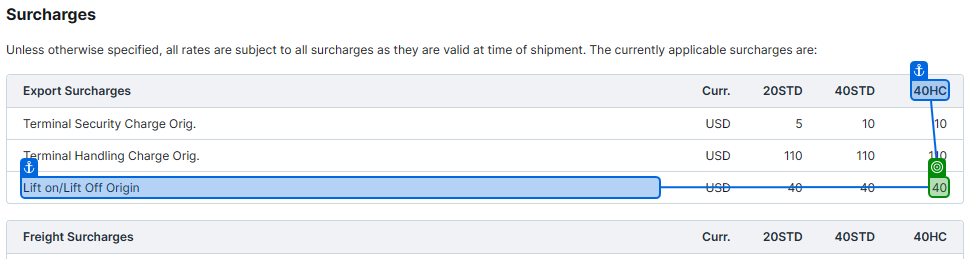 Surcharges
Unless otherwise specified, all rates are subject to all surcharges as they are valid at time of shipment. The currently applicable surcharges are:
Export Surcharges Curr. 20STD 40STD 40HC
Terminal Security Charge Orig. USD 5 10 10
Terminal Handling Charge Orig. USD 110 110 110
Lift on/Lift Off Origin USD 40 40 40
Freight Surcharges Curr. 20STD 40STD 40HC